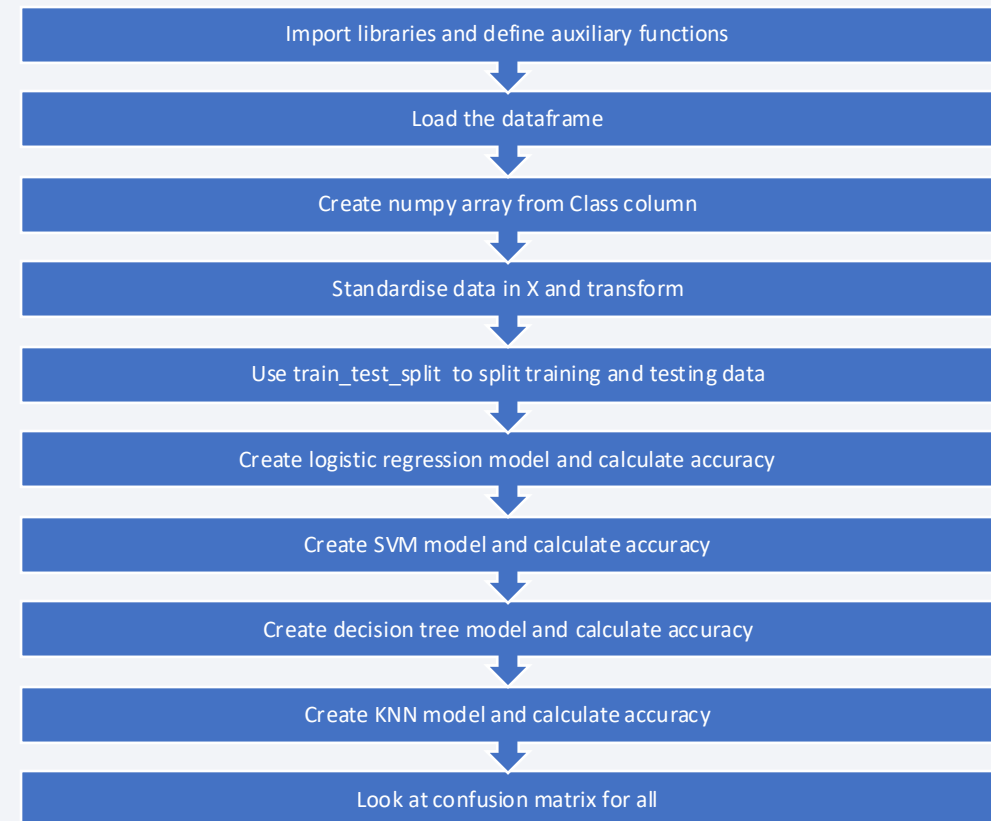 Import libraries and define auxiliary functions
Load the dataframe
Create numpy array from Class column
Standardise data in X and transform
Use train_test_split to split training and testing data
Create logistic regression model and calculate accuracy
Create SVM model and calculate accuracy
Create decision tree model and calculate accuracy
Create KNN model and calculate accuracy
Look at confusion matrix for all